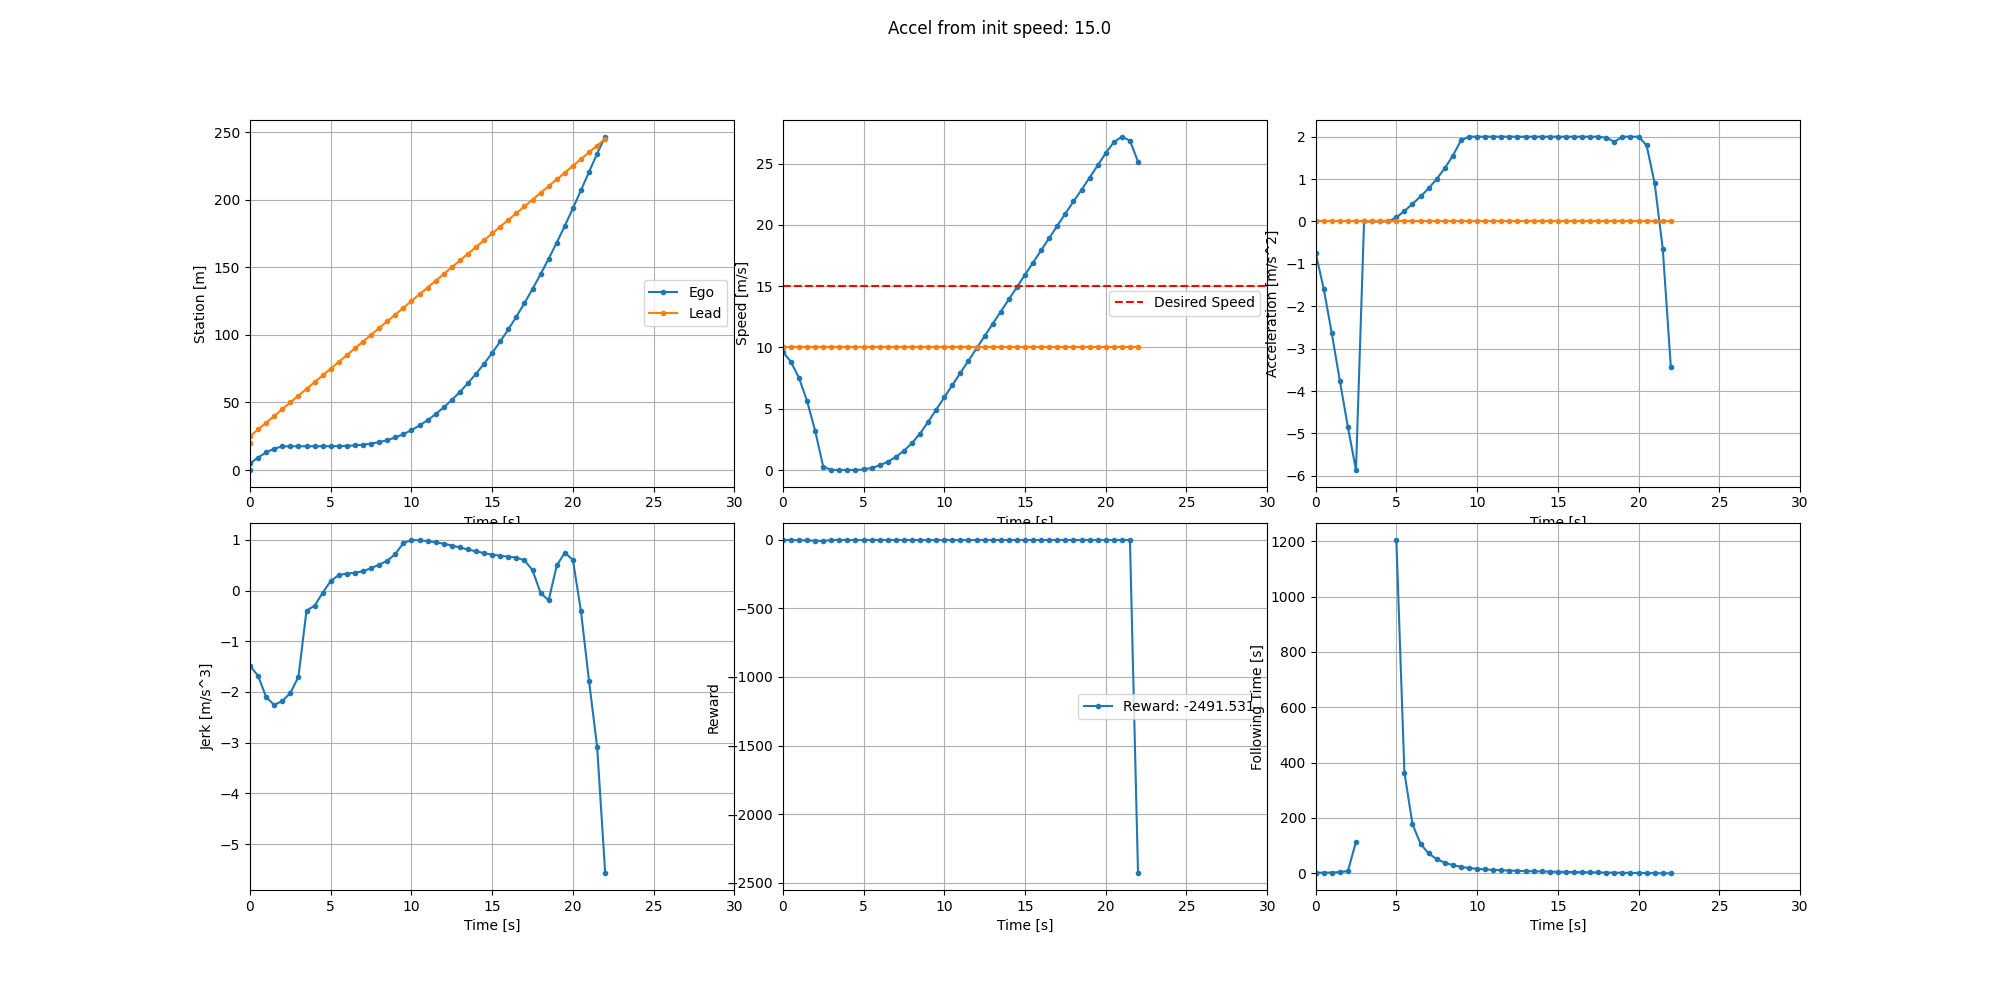 Accel from init speed: 15.0
Station [m]
250
200
150
100
50
0
0 5 10 15 20 25 30
Time [s]
Ego
Lead
Speed [m/s]
25
20
15
10
5
0
0 5 10 15 20 25 30
Time [s]
Desired Speed
Acceleration [m/s^2]
2
1
0
−1
−2
−3
−4
−5
−6
0 5 10 15 20 25 30
Time [s]
Jerk [m/s^3]
1
0
−1
−2
−3
−4
−5
0 5 10 15 20 25 30
Time [s]
Reward
0
−500
−1000
−1500
−2000
−2500
0 5 10 15 20 25 30
Time [s]
Reward: -2491.531
Following Time [s]
1200
1000
800
600
400
200
0
0 5 10 15 20 25 30
Time [s]